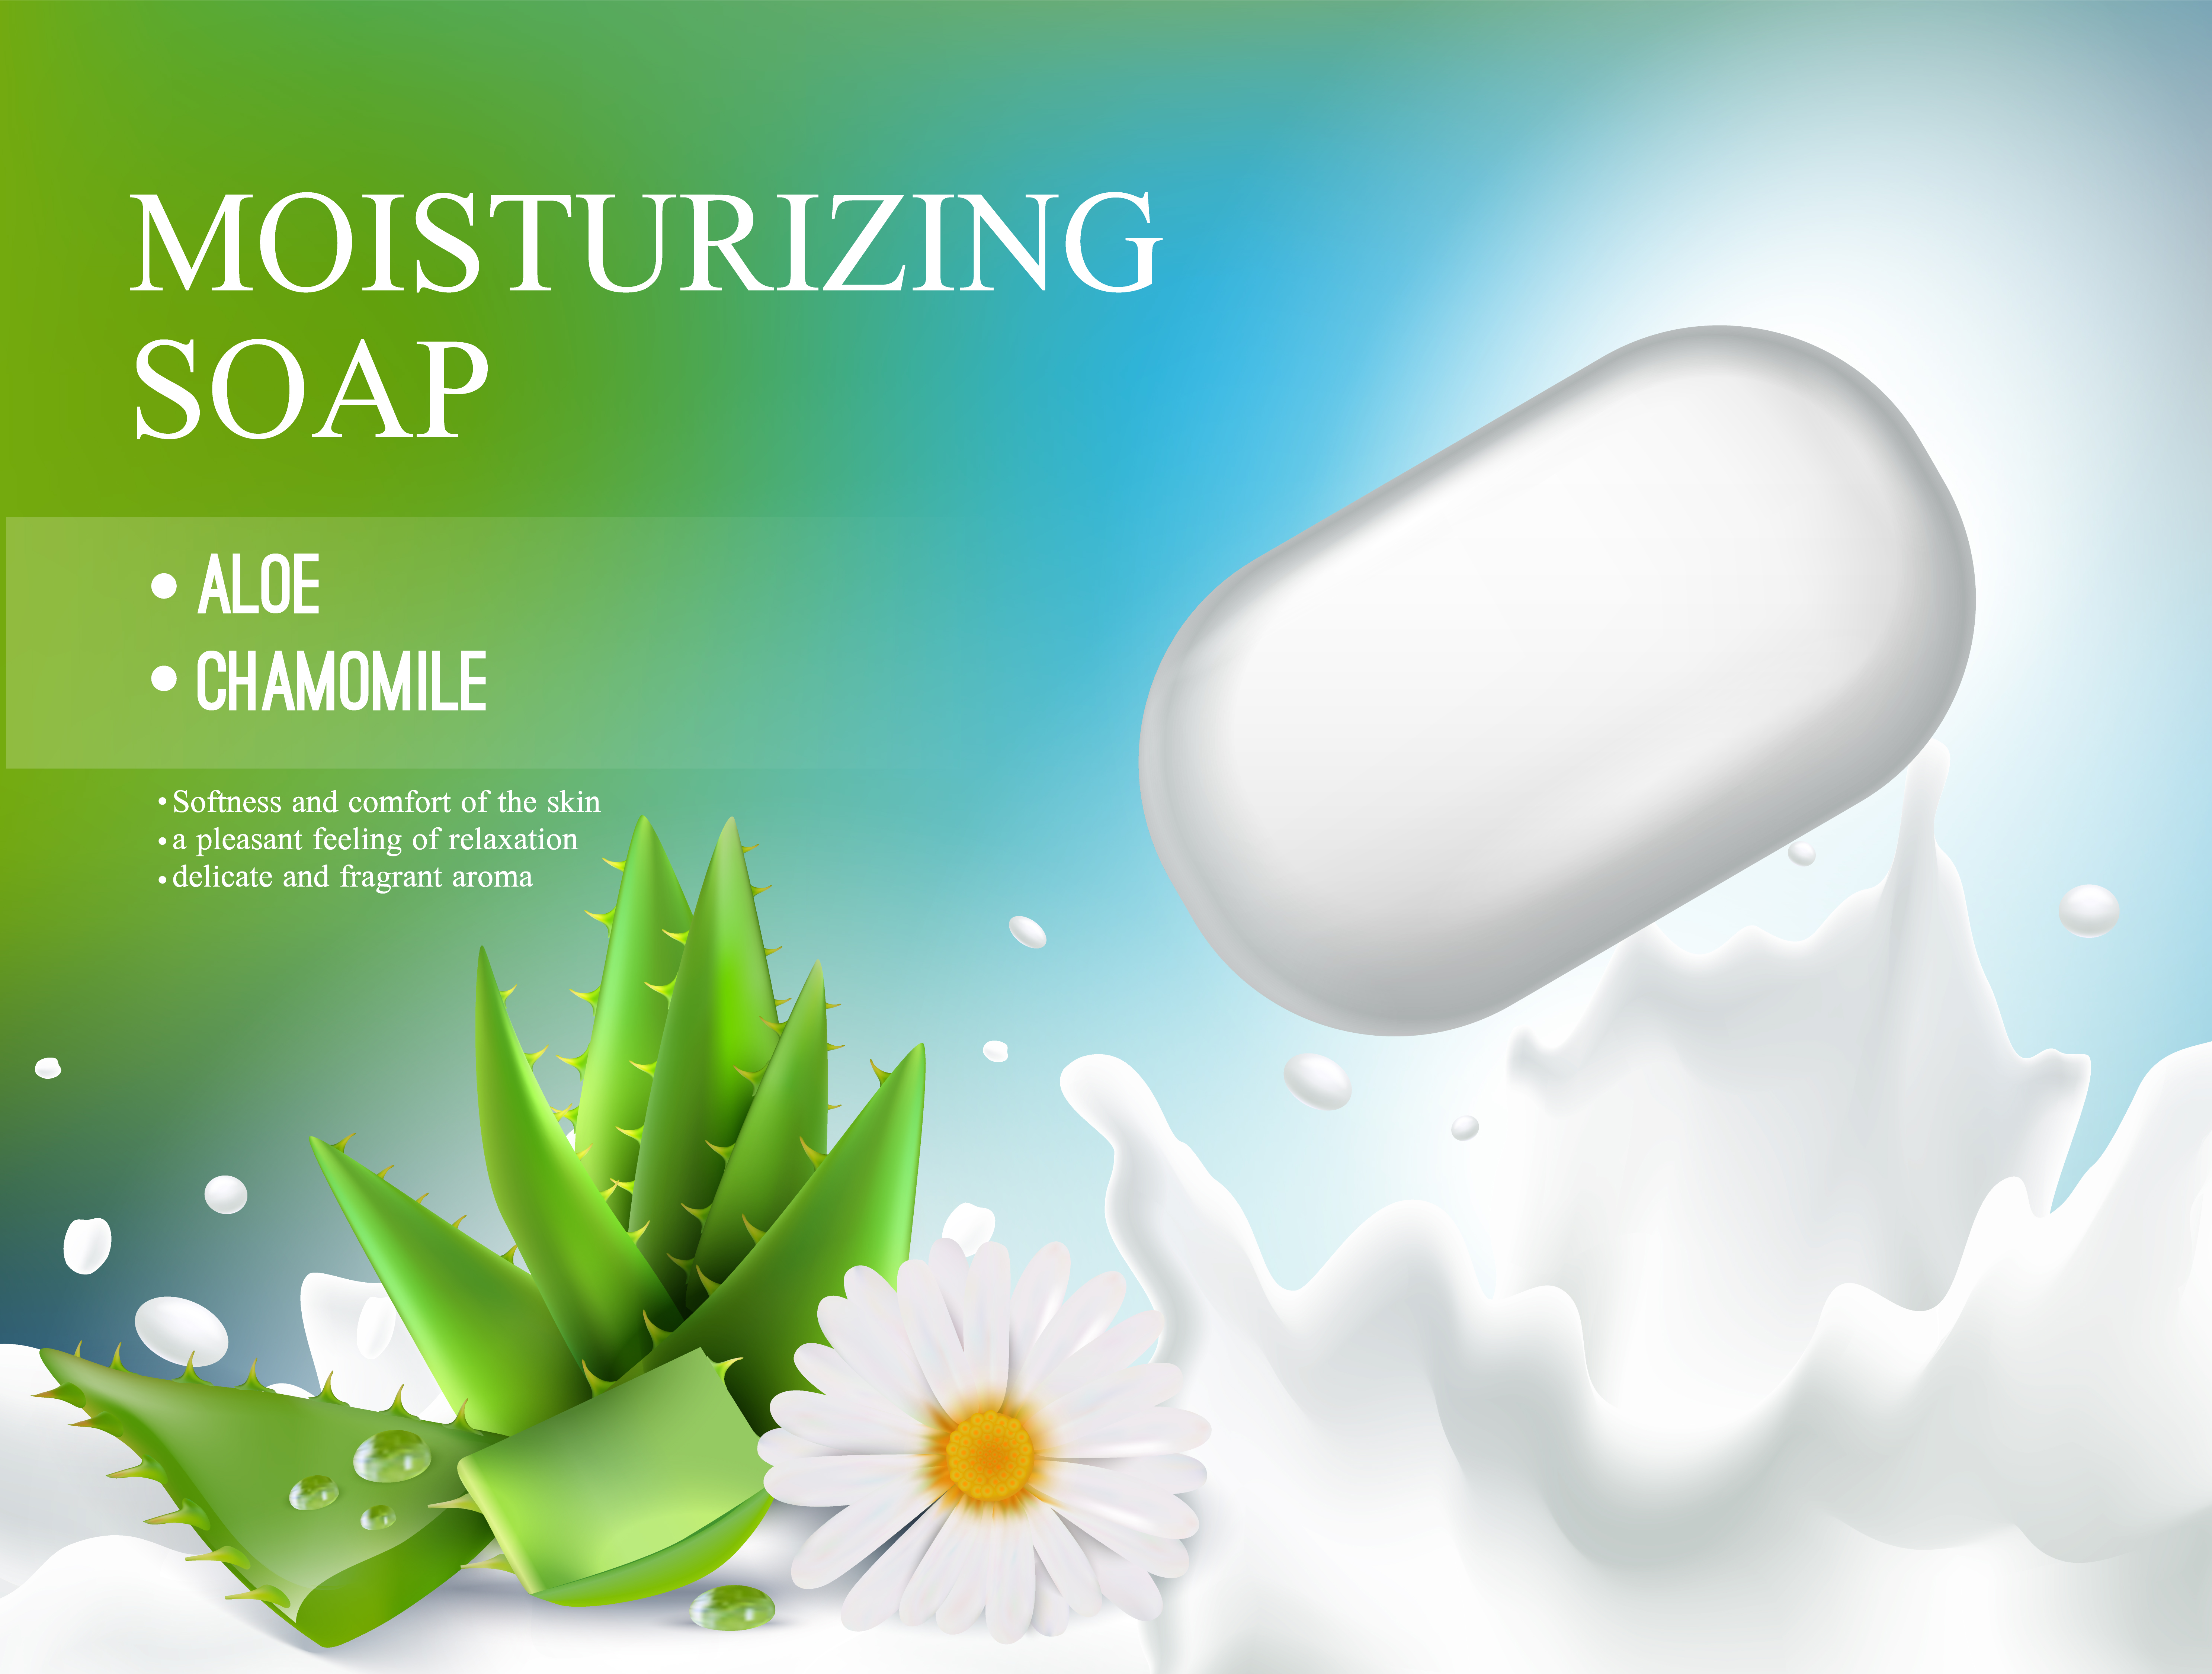 MOISTURIZING
SOAP
• ALOE
• CHAMOMILE
• Softness and comfort of the skin
• a pleasant feeling of relaxation
• delicate and fragrant aroma